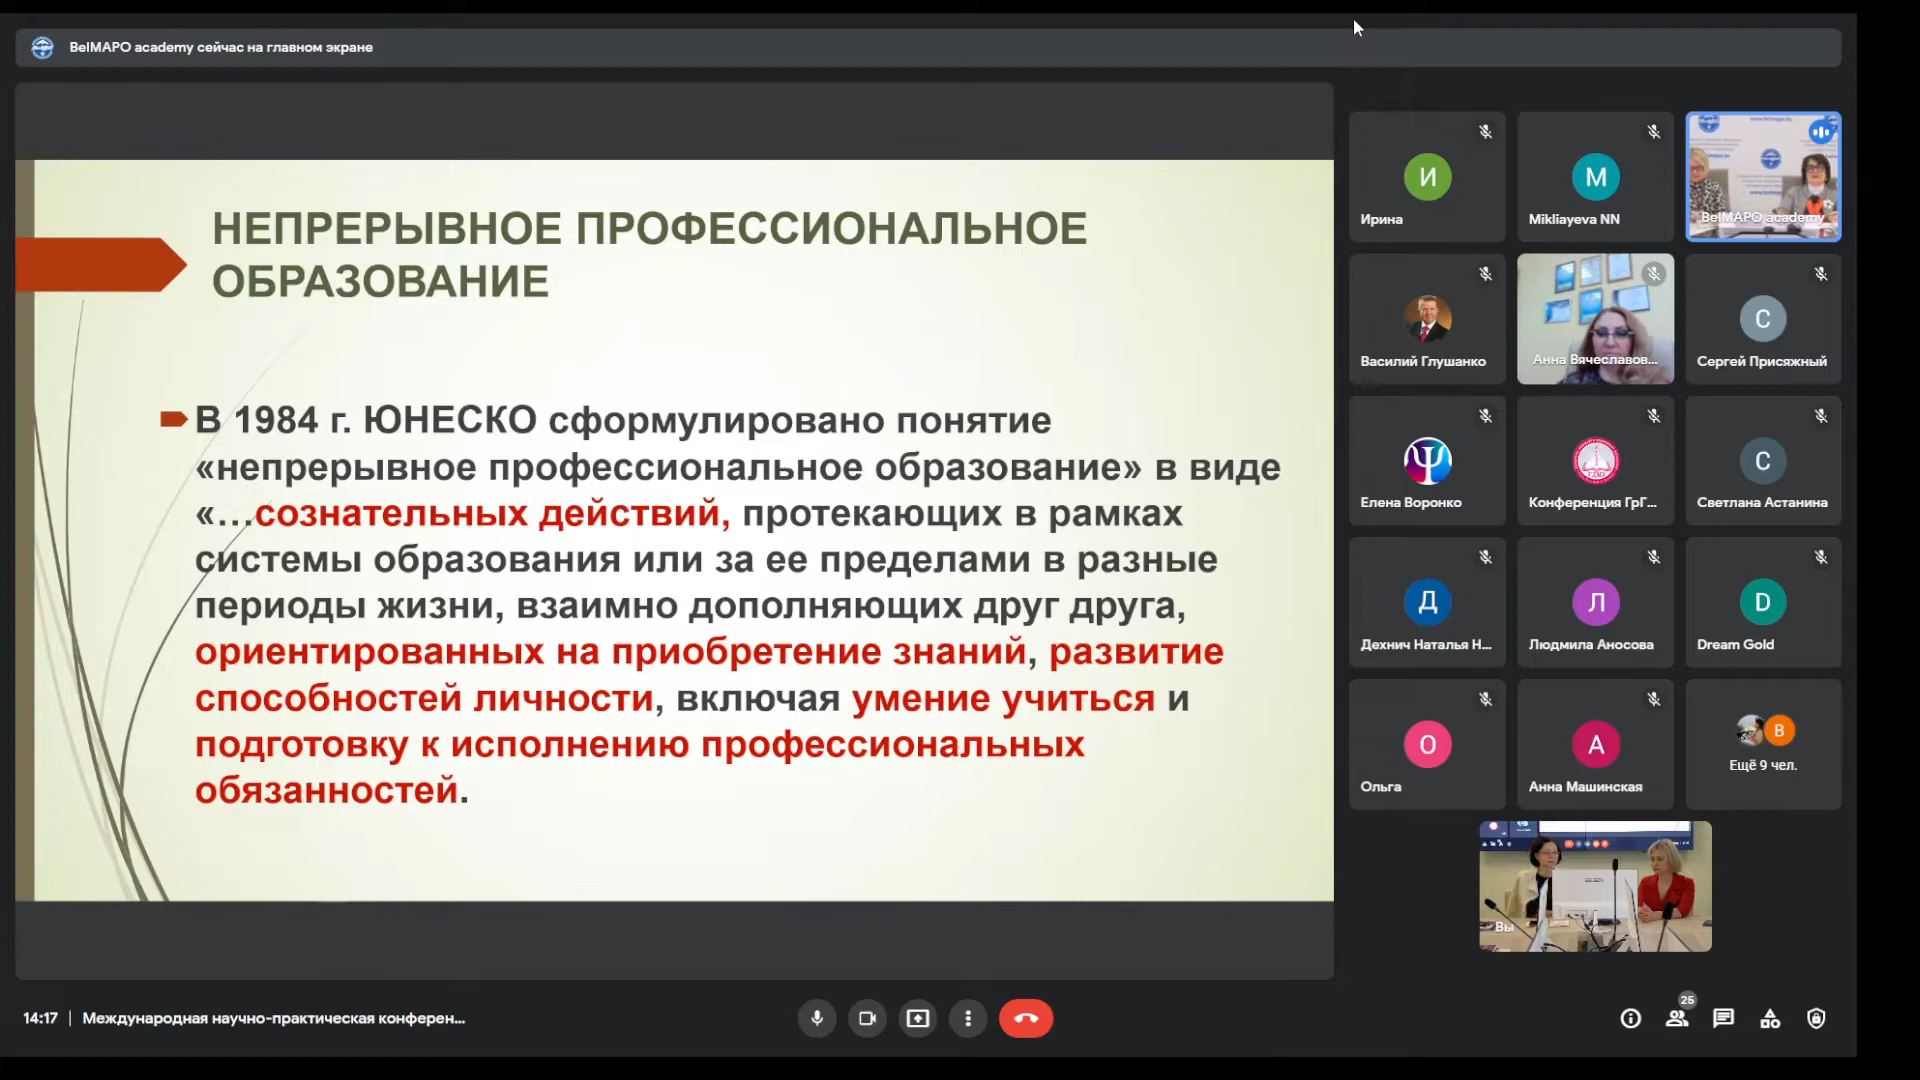 BelMAPO academy сейчас на главном экране
НЕПРЕРЫВНОЕ ПРОФЕССИОНАЛЬНОЕ
ОБРАЗОВАНИЕ
В 1984 г. ЮНЕСКО сформулировано понятие
«непрерывное профессиональное образование» в виде
«…сознательных действий, протекающих в рамках
системы образования или за ее пределами в разные
периоды жизни, взаимно дополняющих друг друга,
ориентированных на приобретение знаний, развитие
способностей личности, включая умение учиться и
подготовку к исполнению профессиональных
обязанностей.
И
Ирина
M
Mikliayeva NN
BelMAPO academy
Василий Глушанко
Анна Вячеславов...
С
Сергей Присяжный
Ψ
Елена Воронко
Конференция ГрГ...
С
Светлана Астанина
Д
Дехнич Наталья Н...
Л
Людмила Аносова
D
Dream Gold
О
Ольга
А
Анна Машинская
В
Ещё 9 чел.
Вы
14:17 | Международная научно-практическая конферен...
25